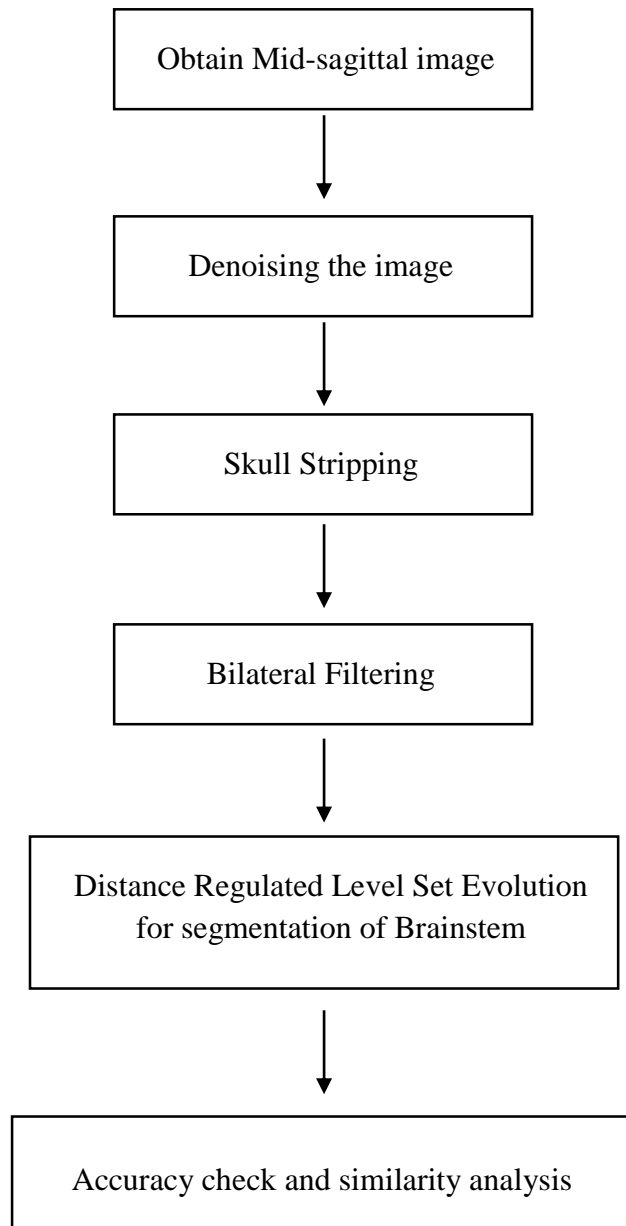 Obtain Mid-sagittal image
Denoising the image
Skull Stripping
Bilateral Filtering
Distance Regulated Level Set Evolution
for segmentation of Brainstem
Accuracy check and similarity analysis